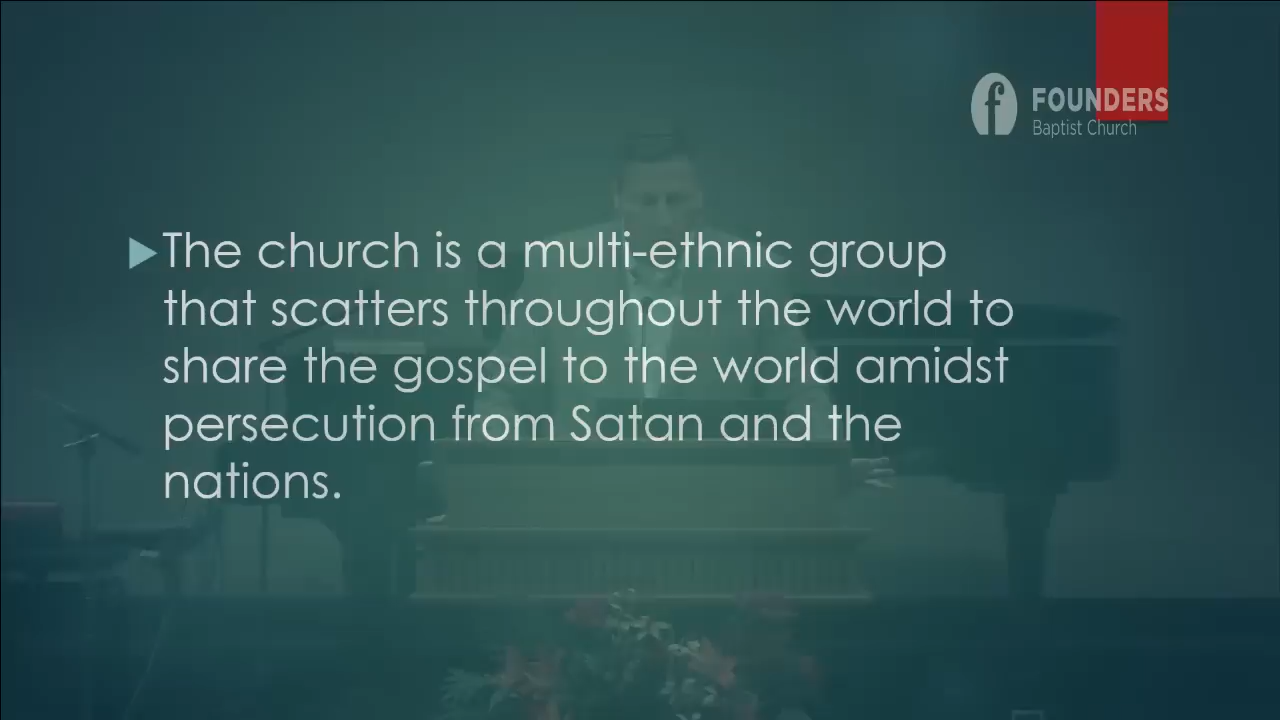 FOUNDERS
Baptist Church
The church is a multi-ethnic group
that scatters throughout the world to
share the gospel to the world amidst
persecution from Satan and the
nations.